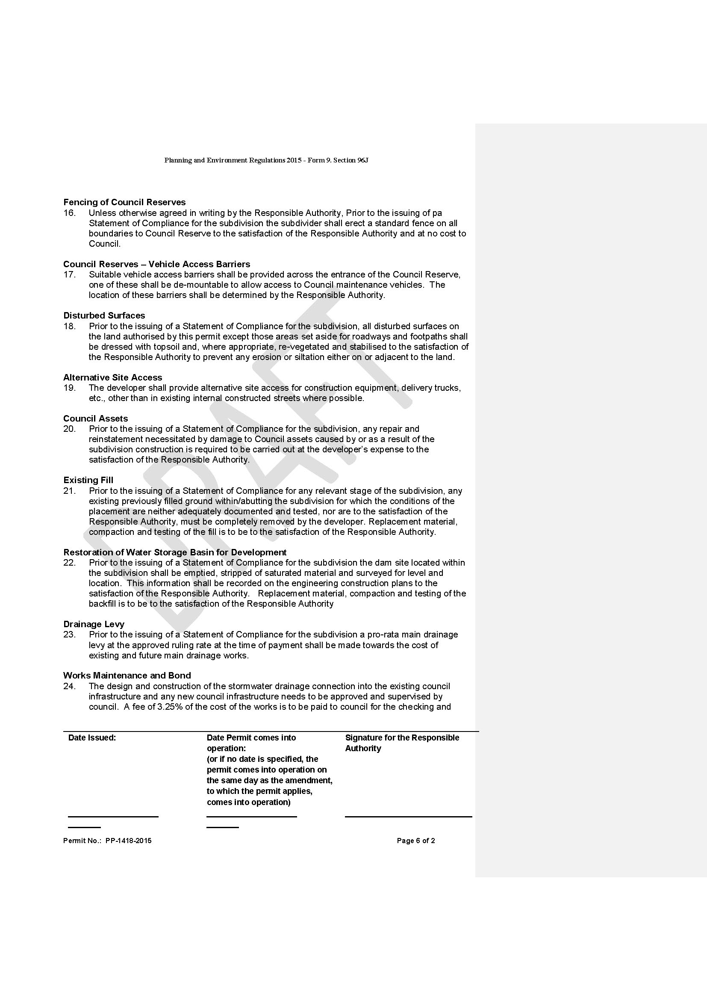 Planning and Environment Regulations 2015 - Form 9. Section 96J
Fencing of Council Reserves
16. Unless otherwise agreed in writing by the Responsible Authority, Prior to the issuing of pa
Statement of Compliance for the subdivision the subdivider shall erect a standard fence on all
boundaries to Council Reserve to the satisfaction of the Responsible Authority and at no cost to
Council.
Council Reserves – Vehicle Access Barriers
17. Suitable vehicle access barriers shall be provided across the entrance of the Council Reserve,
one of these shall be de-mountable to allow access to Council maintenance vehicles.  The
location of these barriers shall be determined by the Responsible Authority.
Disturbed Surfaces
18. Prior to the issuing of a Statement of Compliance for the subdivision, all disturbed surfaces on
the land authorised by this permit except those areas set aside for roadways and footpaths shall
be dressed with topsoil and, where appropriate, re-vegetated and stabilised to the satisfaction of
the Responsible Authority to prevent any erosion or siltation either on or adjacent to the land.
Alternative Site Access
19. The developer shall provide alternative site access for construction equipment, delivery trucks,
etc., other than in existing internal constructed streets where possible.
Council Assets
20. Prior to the issuing of a Statement of Compliance for the subdivision, any repair and
reinstatement necessitated by damage to Council assets caused by or as a result of the
subdivision construction is required to be carried out at the developer's expense to the
satisfaction of the Responsible Authority.
Existing Fill
21. Prior to the issuing of a Statement of Compliance for any relevant stage of the subdivision, any
existing previously filled ground within/abutting the subdivision for which the conditions of the
placement are neither adequately documented and tested, nor are to the satisfaction of the
Responsible Authority, must be completely removed by the developer. Replacement material,
compaction and testing of the fill is to be to the satisfaction of the Responsible Authority.
Restoration of Water Storage Basin for Development
22. Prior to the issuing of a Statement of Compliance for the subdivision the dam site located within
the subdivision shall be emptied, stripped of saturated material and surveyed for level and
location.  This information shall be recorded on the engineering construction plans to the
satisfaction of the Responsible Authority.   Replacement material, compaction and testing of the
backfill is to be to the satisfaction of the Responsible Authority
Drainage Levy
23. Prior to the issuing of a Statement of Compliance for the subdivision a pro-rata main drainage
levy at the approved ruling rate at the time of payment shall be made towards the cost of
existing and future main drainage works.
Works Maintenance and Bond
24. The design and construction of the stormwater drainage connection into the existing council
infrastructure and any new council infrastructure needs to be approved and supervised by
council.  A fee of 3.25% of the cost of the works is to be paid to council for the checking and
DRAFT
Date Issued:
Date Permit comes into
operation:
(or if no date is specified, the
permit comes into operation on
the same day as the amendment,
to which the permit applies,
comes into operation)
Signature for the Responsible
Authority
Permit No.:  PP-1418-2015
Page 6 of 2